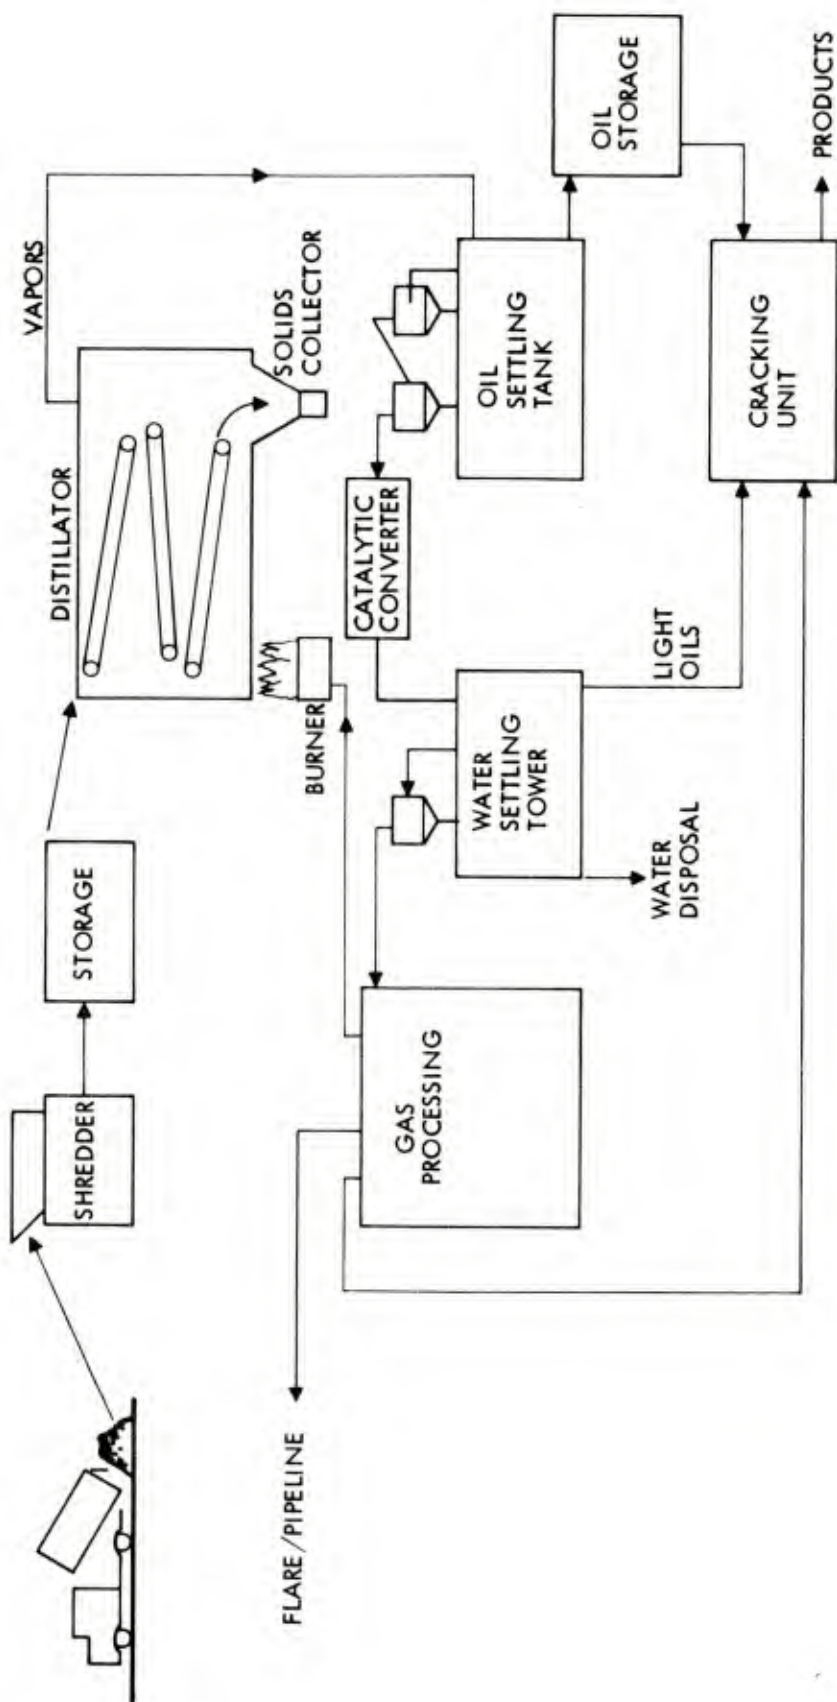 SHREDDER
STORAGE
DISTILLATOR
VAPORS
SOLIDS
COLLECTOR
BURNER
FLARE/PIPELINE
GAS
PROCESSING
WATER
SETTLING
TOWER
WATER
DISPOSAL
LIGHT
OILS
CATALYTIC
CONVERTER
OIL
SETTLING
TANK
OIL
STORAGE
CRACKING
UNIT
PRODUCTS